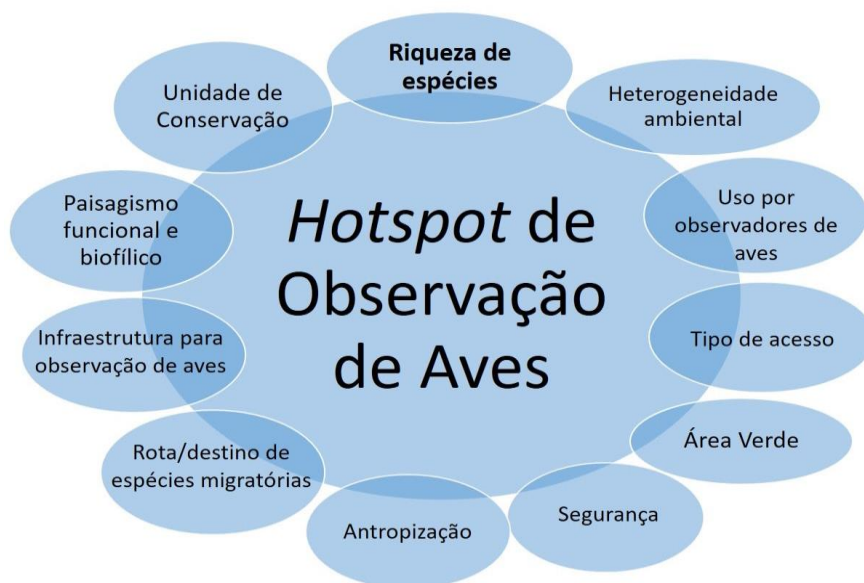 Riqueza de
espécies
Heterogeneidade
ambiental
Uso por
observadores de
aves
Tipo de acesso
Área Verde
Segurança
Antropização
Rota/destino de
espécies migratórias
Infraestrutura para
observação de aves
Paisagismo
funcional e
biofílico
Unidade de
Conservação
Hotspot de
Observação
de Aves